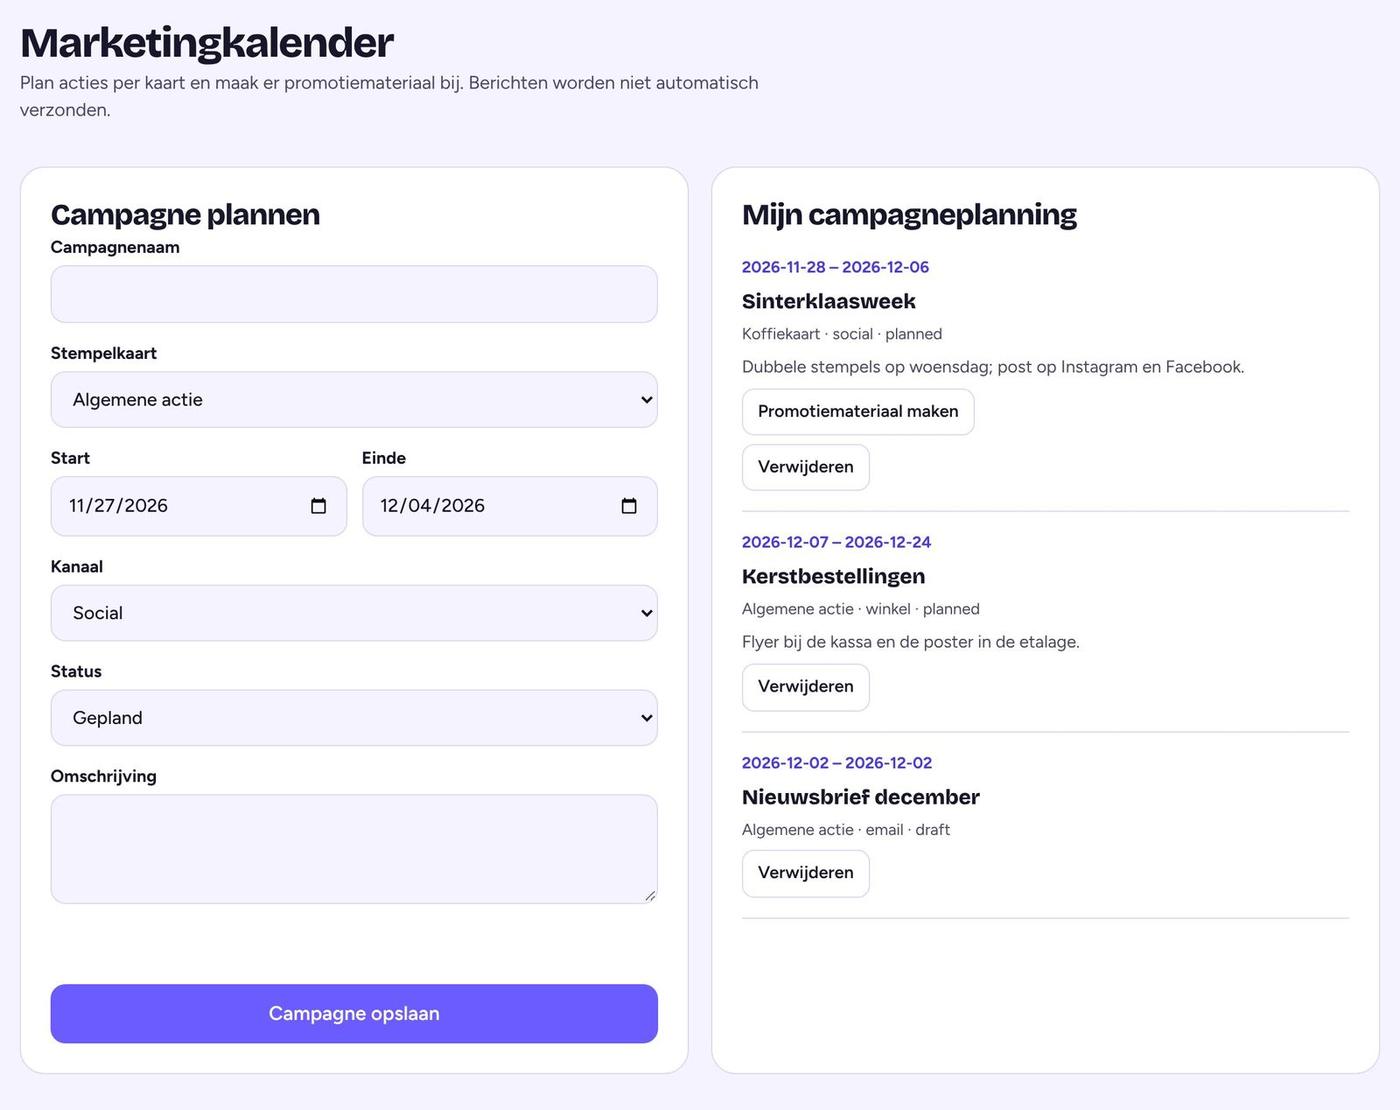 Marketingkalender
Plan acties per kaart en maak er promotiemateriaal bij. Berichten worden niet automatisch
verzonden.
Campagne plannen
Campagnenaam
Stempelkaart
Algemene actie
Start
Einde
11/27/2026
12/04/2026
Kanaal
Social
Status
Gepland
Omschrijving
Campagne opslaan
Mijn campagneplanning
2026-11-28 – 2026-12-06
Sinterklaasweek
Koffiekaart · social · planned
Dubbele stempels op woensdag; post op Instagram en Facebook.
Promotiemateriaal maken
Verwijderen
2026-12-07 – 2026-12-24
Kerstbestellingen
Algemene actie · winkel · planned
Flyer bij de kassa en de poster in de etalage.
Verwijderen
2026-12-02 – 2026-12-02
Nieuwsbrief december
Algemene actie · email · draft
Verwijderen